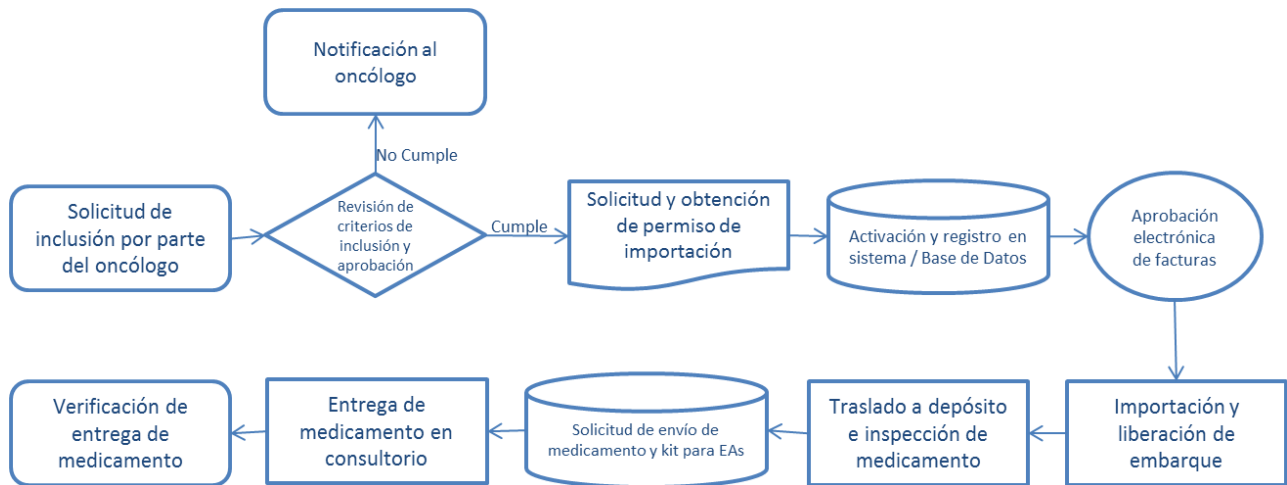 Notificación al
oncólogo
No Cumple
Solicitud de
inclusión por parte
del oncólogo
Revisión de
criterios de
inclusión y
aprobación
Cumple
Solicitud y obtención
de permiso de
importación
Activación y registro en
sistema / Base de Datos
Aprobación
electrónica
de facturas
Verificación de
entrega de
medicamento
Entrega de
medicamento en
consultorio
Solicitud de envío de
medicamento y kit para EAs
Traslado a depósito
e inspección de
medicamento
Importación y
liberación de
embarque